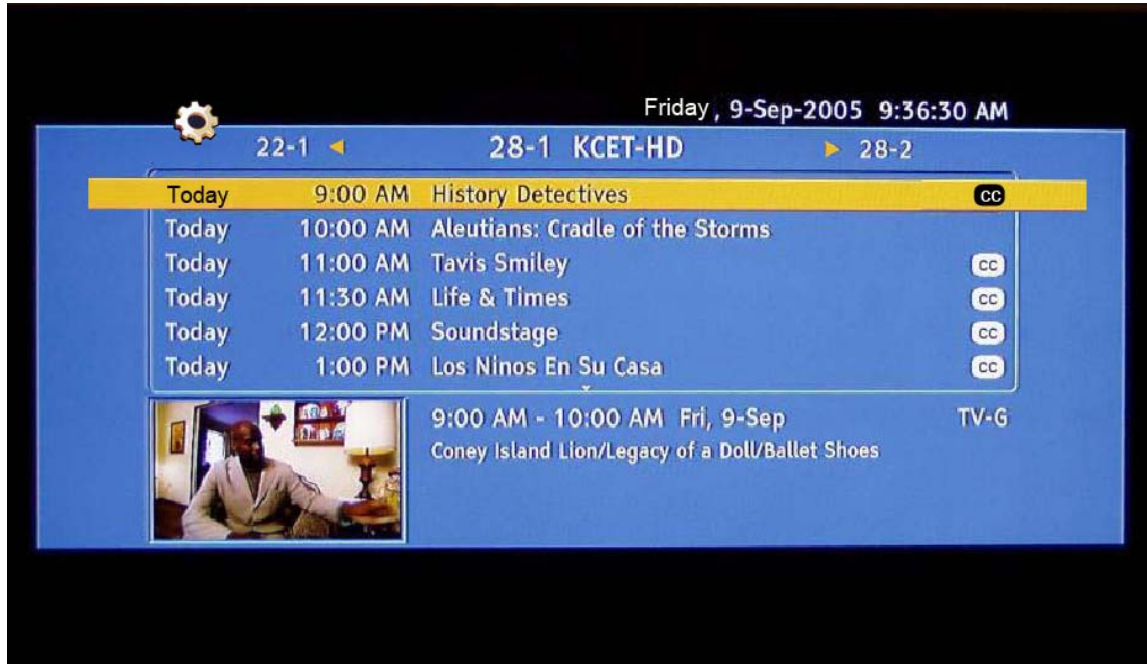 Friday, 9-Sep-2005 9:36:30 AM
22-1 28-1 KCET-HD 28-2
Today 9:00 AM History Detectives CC
Today 10:00 AM Aleutians: Cradle of the Storms
Today 11:00 AM Tavis Smiley CC
Today 11:30 AM Life & Times CC
Today 12:00 PM Soundstage CC
Today 1:00 PM Los Ninos En Su Casa CC
9:00 AM - 10:00 AM Fri, 9-Sep TV-G
Coney Island Lion/Legacy of a Doll/Ballet Shoes